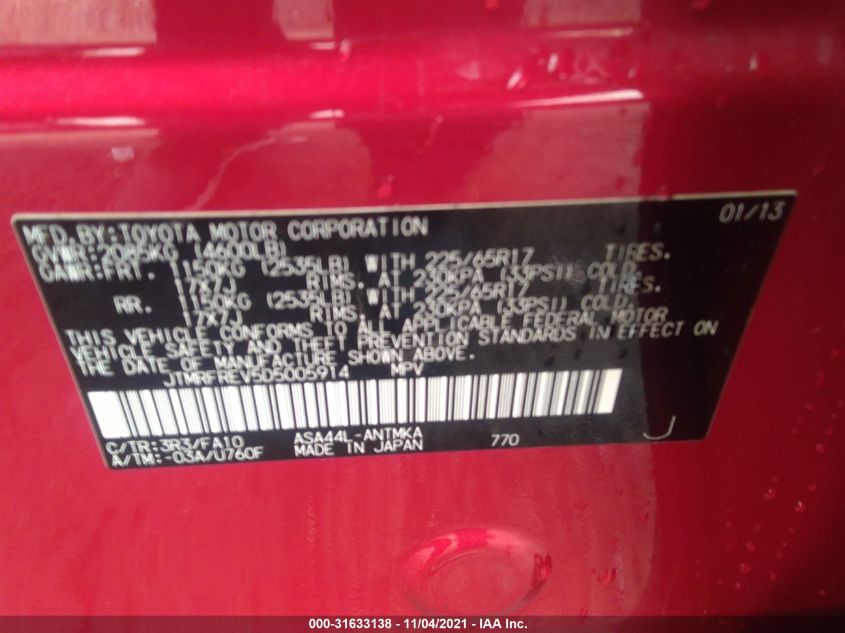 MFD. BY: TOYOTA MOTOR CORPORATION 01/13
GVWR: 2085KG (4600LB)
GAWR: FRT. 1150KG (2535LB) WITH 225/65R17 TIRES.
17X7J RIMS. AT 230KPA (33PSI) COLD.
RR. 1150KG (2535LB) WITH 225/65R17 TIRES.
17X7J RIMS. AT 230KPA (33PSI) COLD.
THIS VEHICLE CONFORMS TO ALL APPLICABLE FEDERAL MOTOR
VEHICLE SAFETY AND THEFT PREVENTION STANDARDS IN EFFECT ON
THE DATE OF MANUFACTURE SHOWN ABOVE.
JTMRFREV5D5005914 MPV
C/TR: 3R3/FA10 ASA44L-ANTMKA 770 J
A/TM: -03A/U760F MADE IN JAPAN
000-31633138 - 11/04/2021 - IAA Inc.